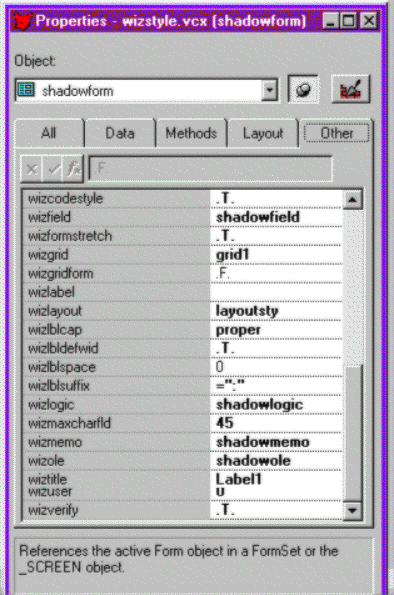 Properties - wizstyle.vcx (shadowform)
Object:
shadowform
All Data Methods Layout Other
fx F
wizcodestyle .T.
wizfield shadowfield
wizformstretch .T.
wizgrid grid1
wizgridform .F.
wizlabel
wizlayout layoutsty
wizlblcap proper
wizlbldefwid .T.
wizlblspace 0
wizlblsuffix =":"
wizlogic shadowlogic
wizmaxcharfld 45
wizmemo shadowmemo
wizole shadowole
wiztitle Label1
wizuser 0
wizverify .T.
References the active Form object in a FormSet or the
_SCREEN object.